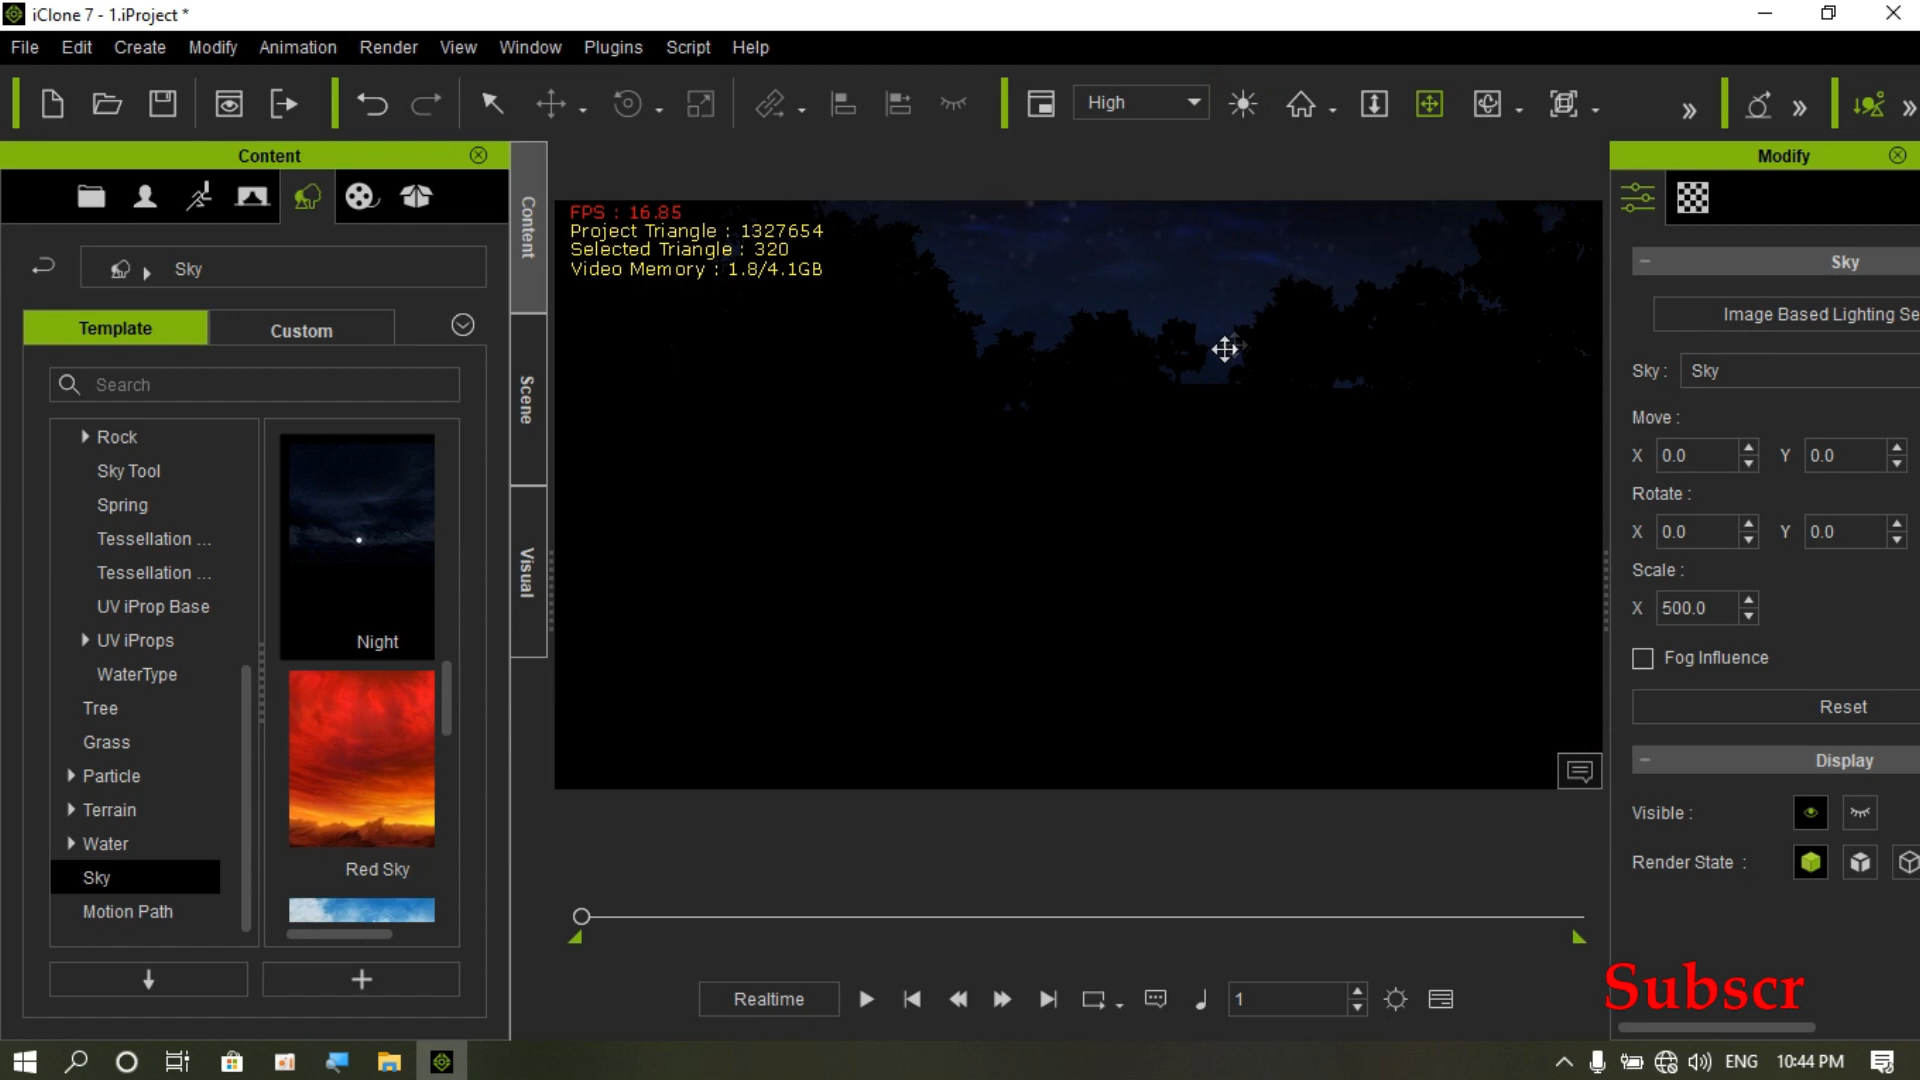 iClone 7 - 1.iProject *
File Edit Create Modify Animation Render View Window Plugins Script Help
High
Content
Modify
Content
Scene
Visual
Sky
Template Custom
Search
Rock
Sky Tool
Spring
Tessellation ...
Tessellation ...
UV iProp Base
UV iProps
WaterType
Tree
Grass
Particle
Terrain
Water
Sky
Motion Path
Night
Red Sky
FPS : 16.85
Project Triangle : 1327654
Selected Triangle : 320
Video Memory : 1.8/4.1GB
Realtime
1
Sky
Image Based Lighting Se
Sky : Sky
Move :
X 0.0 Y 0.0
Rotate :
X 0.0 Y 0.0
Scale :
X 500.0
Fog Influence
Reset
Display
Visible :
Render State :
Subscr
ENG 10:44 PM